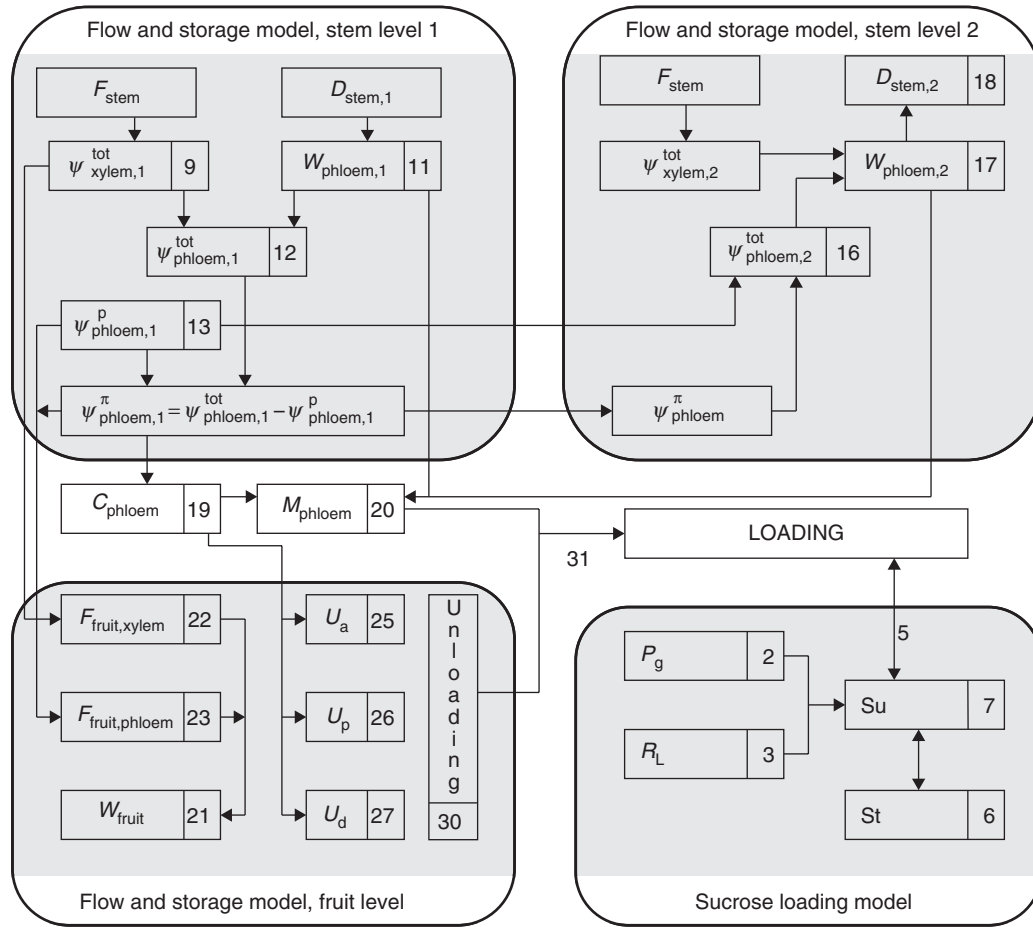 Flow and storage model, stem level 1
F_stem
D_stem,1
ψ^tot_xylem,1 9
W_phloem,1 11
ψ^tot_phloem,1 12
ψ^p_phloem,1 13
ψ^π_phloem,1 = ψ^tot_phloem,1 − ψ^p_phloem,1
Flow and storage model, stem level 2
F_stem
D_stem,2 18
ψ^tot_xylem,2
W_phloem,2 17
ψ^tot_phloem,2 16
ψ^π_phloem
C_phloem 19
M_phloem 20
31
LOADING
F_fruit,xylem 22
F_fruit,phloem 23
W_fruit 21
U_a 25
U_p 26
U_d 27
Unloading
30
Flow and storage model, fruit level
5
P_g 2
R_L 3
Su 7
St 6
Sucrose loading model